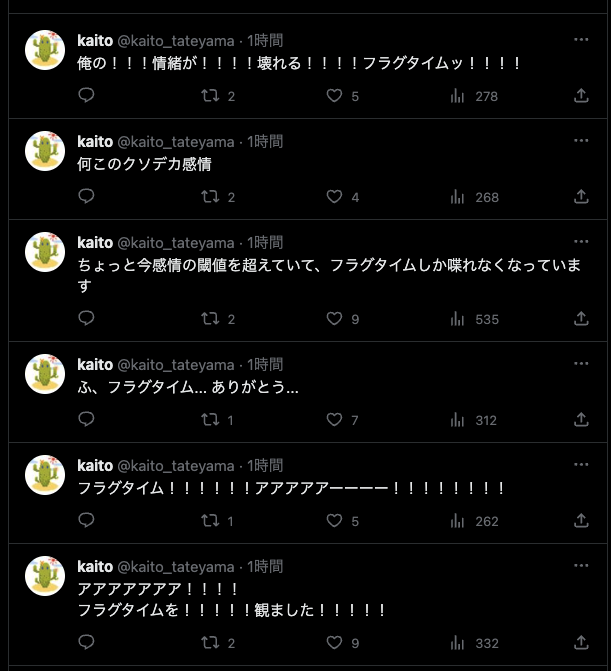 kaito @kaito_tateyama · 1時間
俺の！！！情緒が！！！！壊れる！！！！フラグタイムッ！！！！
2 5 278
kaito @kaito_tateyama · 1時間
何このクソデカ感情
2 4 268
kaito @kaito_tateyama · 1時間
ちょっと今感情の閾値を超えていて、フラグタイムしか喋れなくなっていま
す
2 9 535
kaito @kaito_tateyama · 1時間
ふ、フラグタイム... ありがとう...
1 7 312
kaito @kaito_tateyama · 1時間
フラグタイム！！！！！！アアアアアーーーー！！！！！！！！
1 5 262
kaito @kaito_tateyama · 1時間
アアアアアアア！！！！
フラグタイムを！！！！！観ました！！！！！
2 9 332